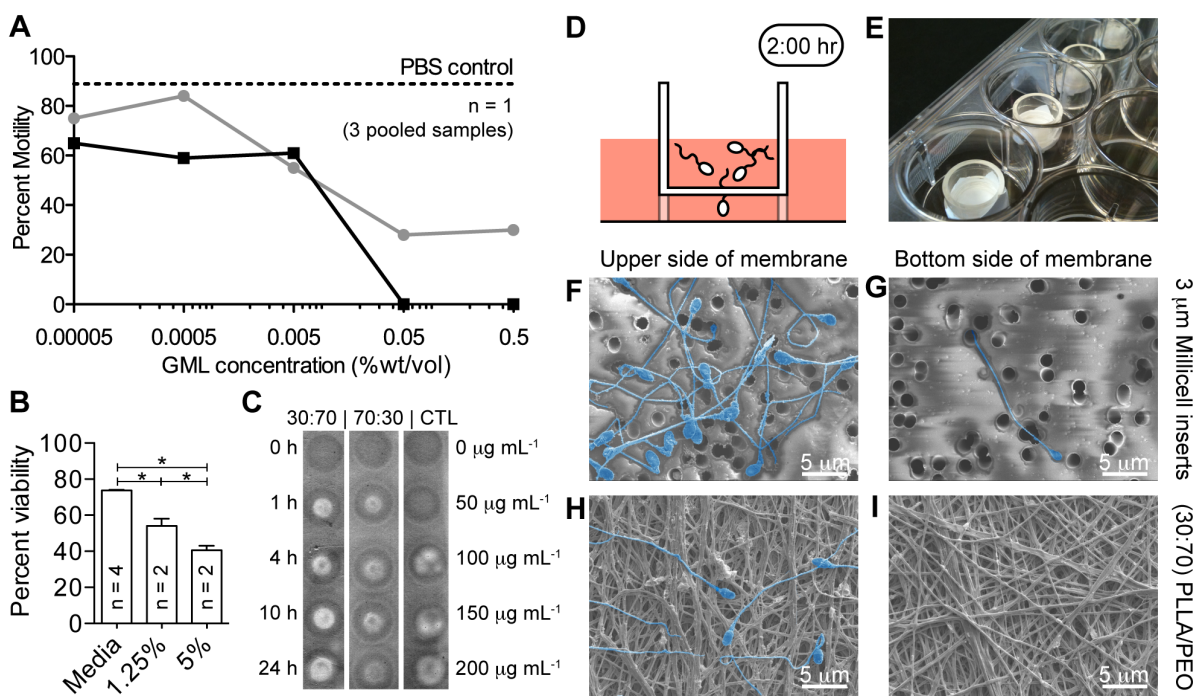 A
100
80
60
40
20
0
Percent Motility
PBS control
n = 1
(3 pooled samples)
0.00005
0.0005
0.005
0.05
0.5
GML concentration (%wt/vol)
B
100
80
60
40
20
0
Percent viability
*
* *
n = 4
n = 2
n = 2
Media
1.25%
5%
C
30:70 | 70:30 | CTL
0 h
0 μg mL-1
1 h
50 μg mL-1
4 h
100 μg mL-1
10 h
150 μg mL-1
24 h
200 μg mL-1
D
2:00 hr
E
Upper side of membrane
Bottom side of membrane
F
5 μm
G
5 μm
3 μm Millicell inserts
H
5 μm
I
5 μm
(30:70) PLLA/PEO